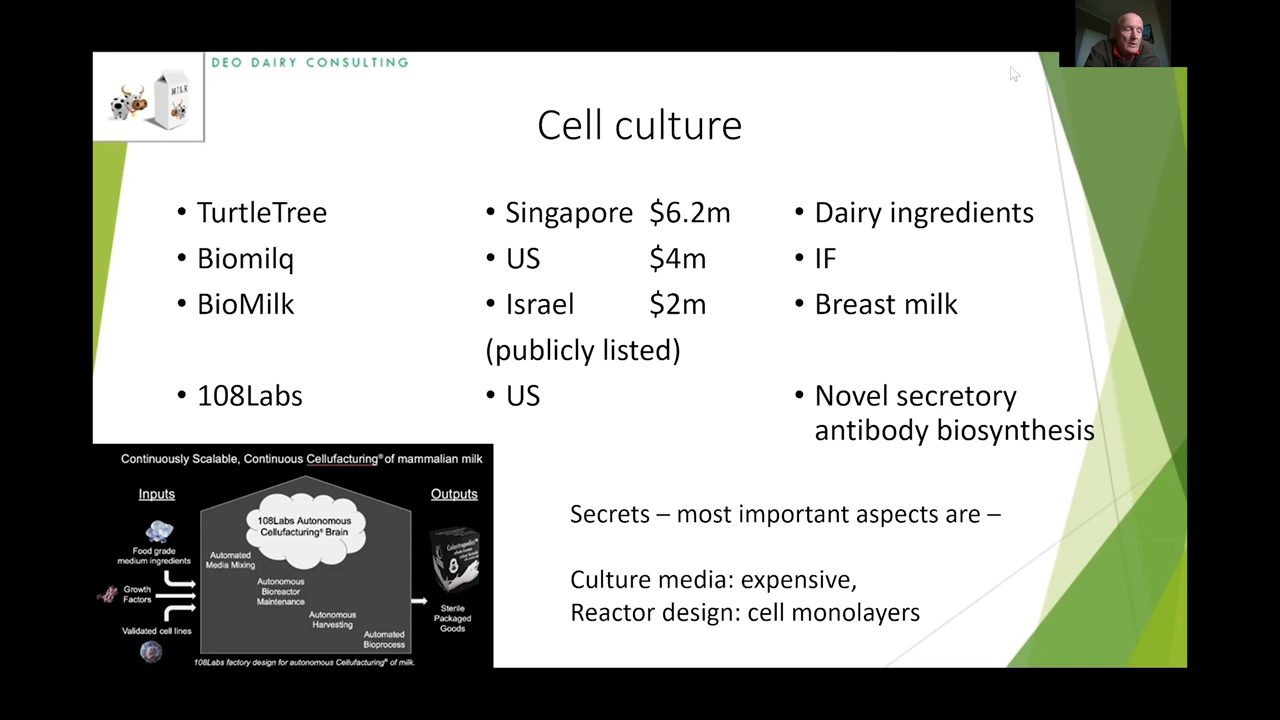 DEO DAIRY CONSULTING
MILK
Cell culture
• TurtleTree • Singapore $6.2m • Dairy ingredients
• Biomilq • US $4m • IF
• BioMilk • Israel $2m • Breast milk
(publicly listed)
• 108Labs • US • Novel secretory
antibody biosynthesis
Continuously Scalable, Continuous Cellufacturing® of mammalian milk
Inputs
Food grade
medium ingredients
Growth
Factors
Validated cell lines
108Labs Autonomous
Cellufacturing® Brain
Automated
Media Mixing
Autonomous
Bioreactor
Maintenance
Autonomous
Harvesting
Automated
Bioprocess
Outputs
Sterile
Packaged
Goods
108Labs factory design for autonomous Cellufacturing® of milk.
Secrets – most important aspects are –
Culture media: expensive,
Reactor design: cell monolayers